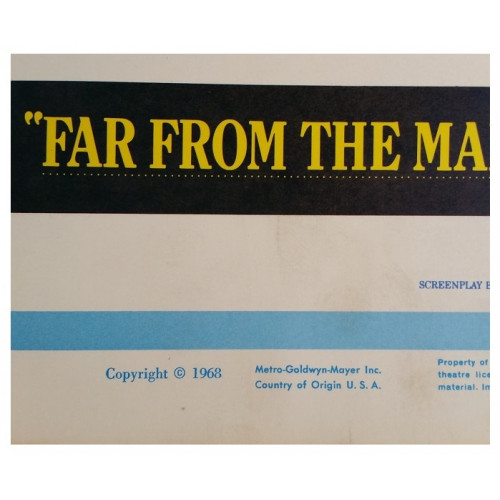 "FAR FROM THE MA
SCREENPLAY B
Copyright © 1968
Metro-Goldwyn-Mayer Inc.
Country of Origin U. S. A.
Property of
theatre lice
material. In